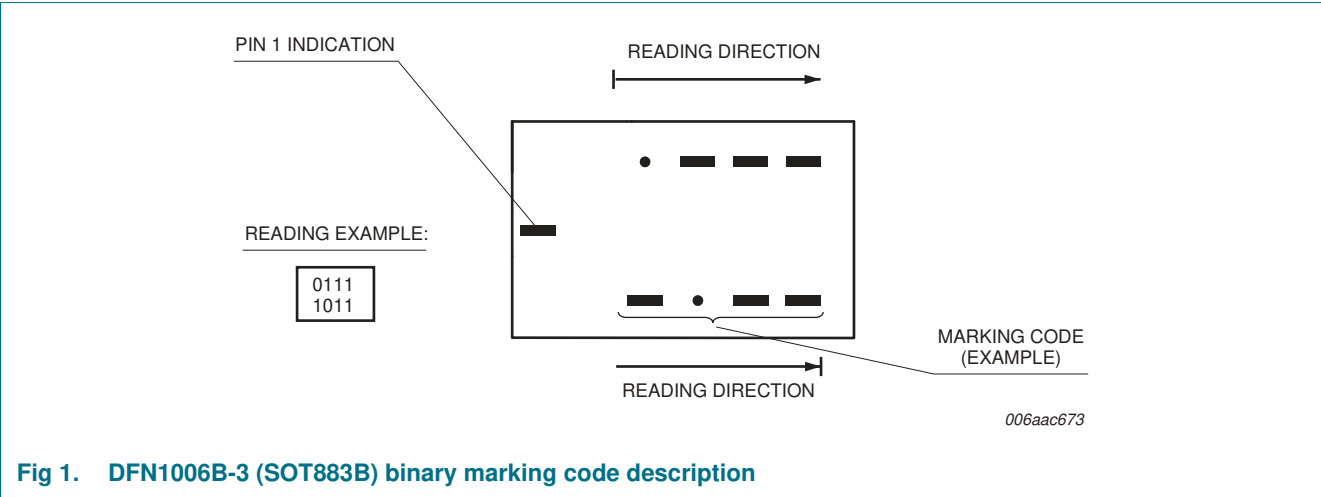 PIN 1 INDICATION
READING DIRECTION
READING EXAMPLE:
0111
1011
MARKING CODE
(EXAMPLE)
READING DIRECTION
006aac673
Fig 1. DFN1006B-3 (SOT883B) binary marking code description